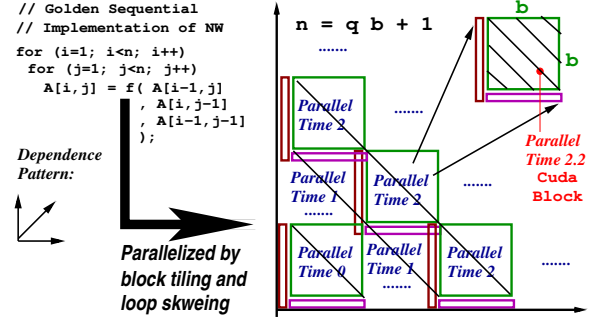 // Golden Sequential
// Implementation of NW
for (i=1; i<n; i++)
for (j=1; j<n; j++)
A[i,j] = f( A[i-1,j]
, A[i,j-1]
, A[i-1,j-1]
);
Dependence
Pattern:
Parallelized by
block tiling and
loop skweing
n = q b + 1
.......
b
b
Parallel
Time 2
.......
Parallel
Time 2.2
Cuda
Block
Parallel
Time 1
.......
Parallel
Time 2
.......
Parallel
Time 0
Parallel
Time 1
.......
Parallel
Time 2
.......